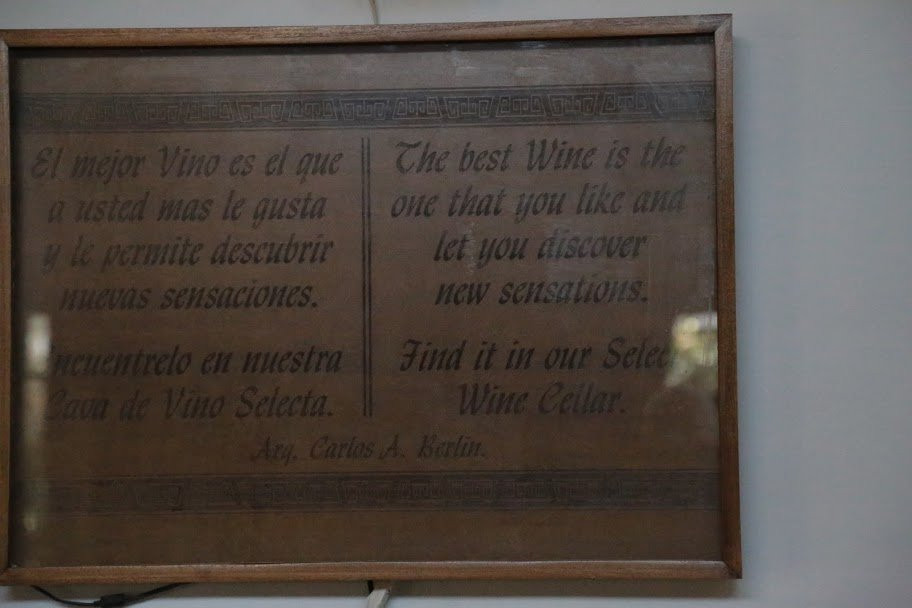 El mejor Vino es el que
a usted mas le gusta
y le permite descubrir
nuevas sensaciones.
ncuentrelo en nuestra
Cava de Vino Selecta.
The best Wine is the
one that you like and
let you discover
new sensations.
Find it in our Selec
Wine Cellar.
Arq. Carlos A. Berlin.